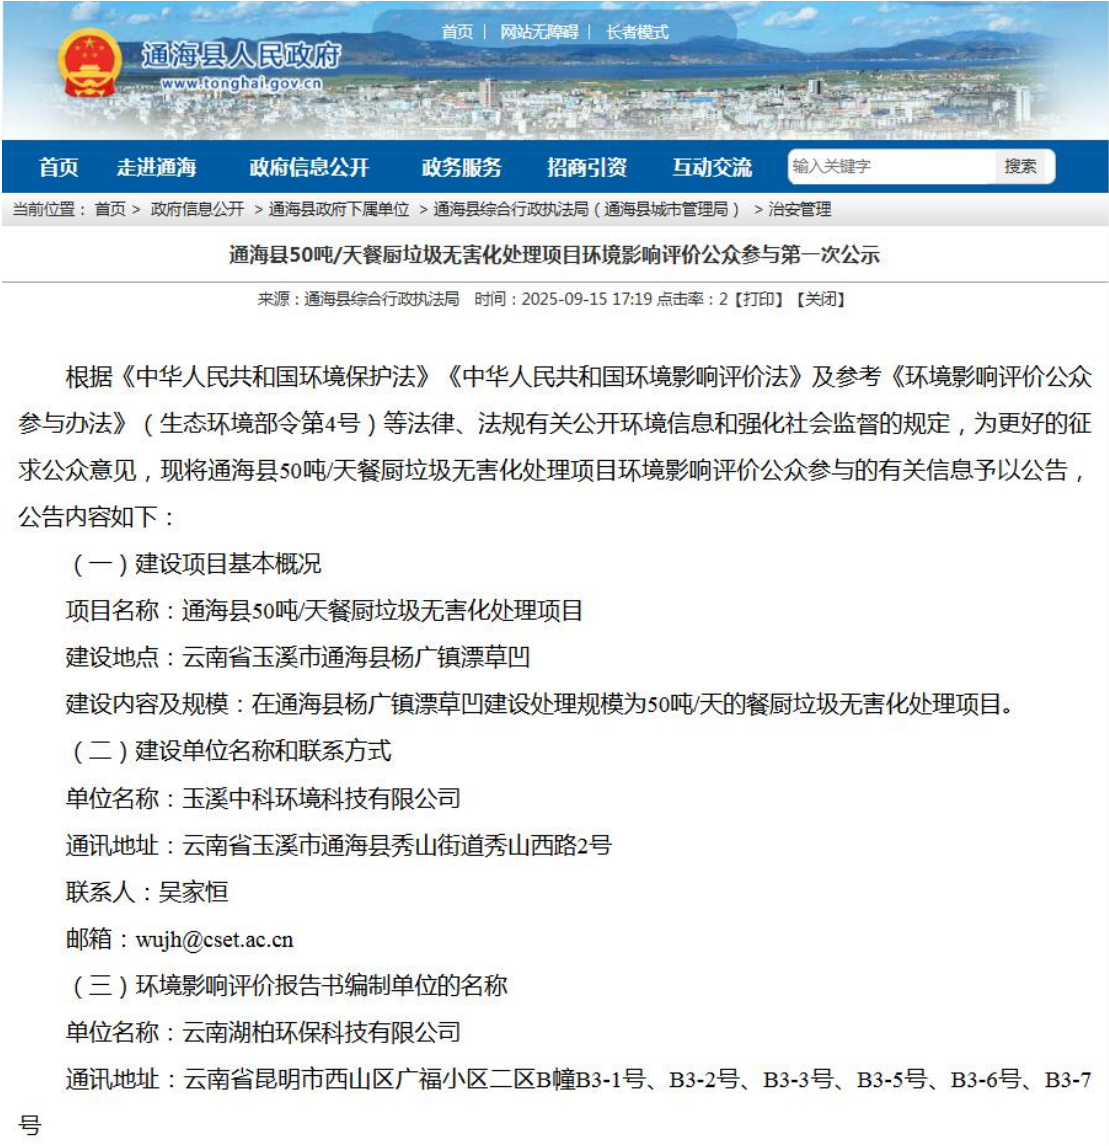 首页 | 网站无障碍 | 长者模式
通海县人民政府
www.tonghai.gov.cn
首页 走进通海 政府信息公开 政务服务 招商引资 互动交流 输入关键字 搜索
当前位置： 首页 > 政府信息公开 > 通海县政府下属单位 > 通海县综合行政执法局（通海县城市管理局） > 治安管理
通海县50吨/天餐厨垃圾无害化处理项目环境影响评价公众参与第一次公示
来源：通海县综合行政执法局 时间：2025-09-15 17:19 点击率：2【打印】【关闭】
根据《中华人民共和国环境保护法》《中华人民共和国环境影响评价法》及参考《环境影响评价公众
参与办法》（生态环境部令第4号）等法律、法规有关公开环境信息和强化社会监督的规定，为更好的征
求公众意见，现将通海县50吨/天餐厨垃圾无害化处理项目环境影响评价公众参与的有关信息予以公告，
公告内容如下：
（一）建设项目基本概况
项目名称：通海县50吨/天餐厨垃圾无害化处理项目
建设地点：云南省玉溪市通海县杨广镇漂草凹
建设内容及规模：在通海县杨广镇漂草凹建设处理规模为50吨/天的餐厨垃圾无害化处理项目。
（二）建设单位名称和联系方式
单位名称：玉溪中科环境科技有限公司
通讯地址：云南省玉溪市通海县秀山街道秀山西路2号
联系人：吴家恒
邮箱：wujh@cset.ac.cn
（三）环境影响评价报告书编制单位的名称
单位名称：云南湖柏环保科技有限公司
通讯地址：云南省昆明市西山区广福小区二区B幢B3-1号、B3-2号、B3-3号、B3-5号、B3-6号、B3-7
号